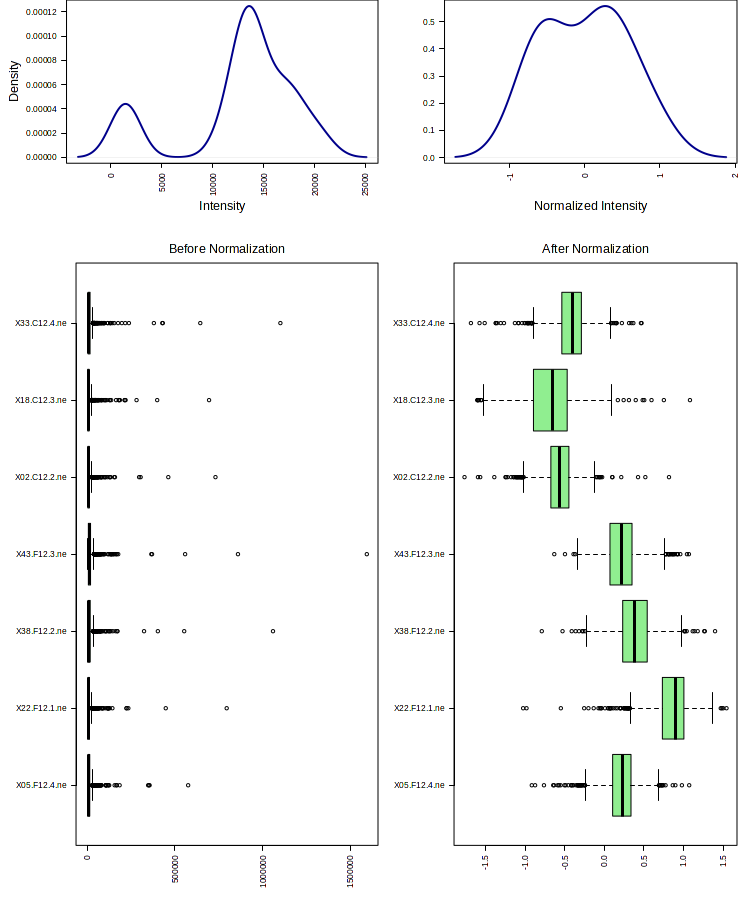 0.00012
0.00010
0.00008
0.00006
0.00004
0.00002
0.00000
Density
0
5000
10000
15000
20000
25000
Intensity
0.5
0.4
0.3
0.2
0.1
0.0
-1
0
1
2
Normalized Intensity
Before Normalization
X33.C12.4.ne
X18.C12.3.ne
X02.C12.2.ne
X43.F12.3.ne
X38.F12.2.ne
X22.F12.1.ne
X05.F12.4.ne
0
500000
1000000
1500000
After Normalization
X33.C12.4.ne
X18.C12.3.ne
X02.C12.2.ne
X43.F12.3.ne
X38.F12.2.ne
X22.F12.1.ne
X05.F12.4.ne
-1.5
-1.0
-0.5
0.0
0.5
1.0
1.5